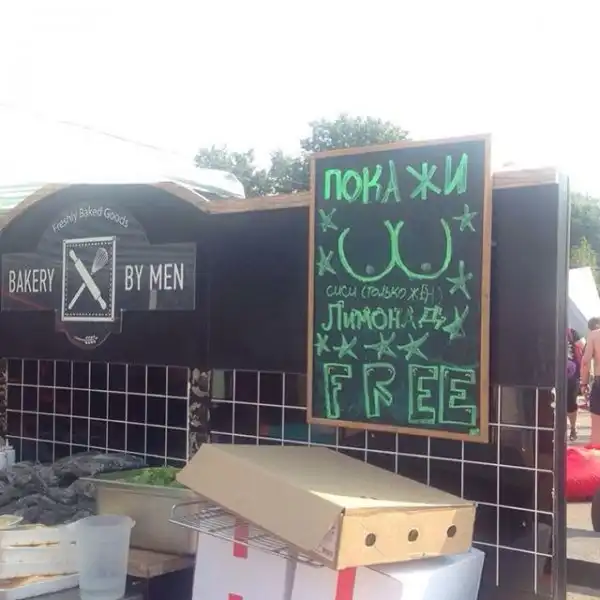 Freshly Baked Goods
BAKERY BY MEN
ПОКАЖИ
СИСИ (ТОЛЬКО ЖЕН)
ЛИМОНАД
FREE